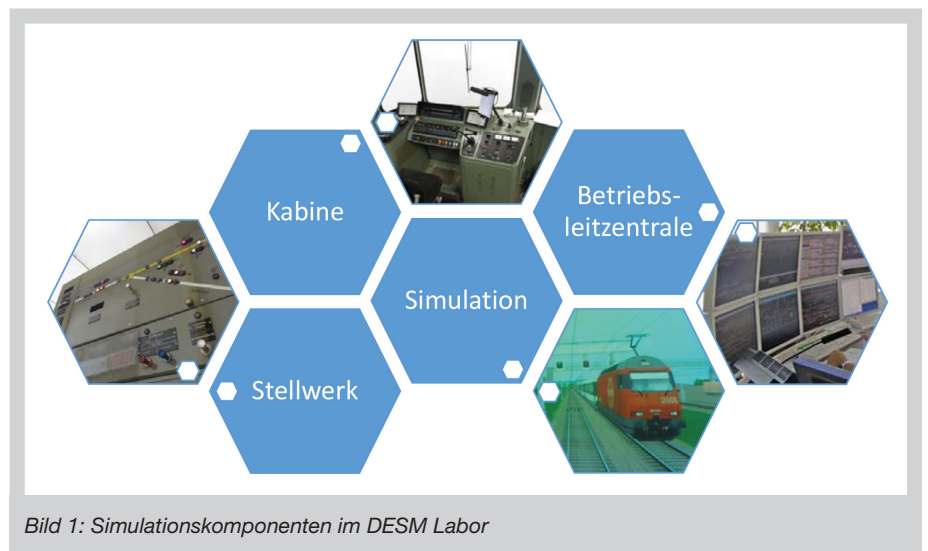 Kabine
Betriebs-
leitzentrale
Simulation
Stellwerk
Bild 1: Simulationskomponenten im DESM Labor